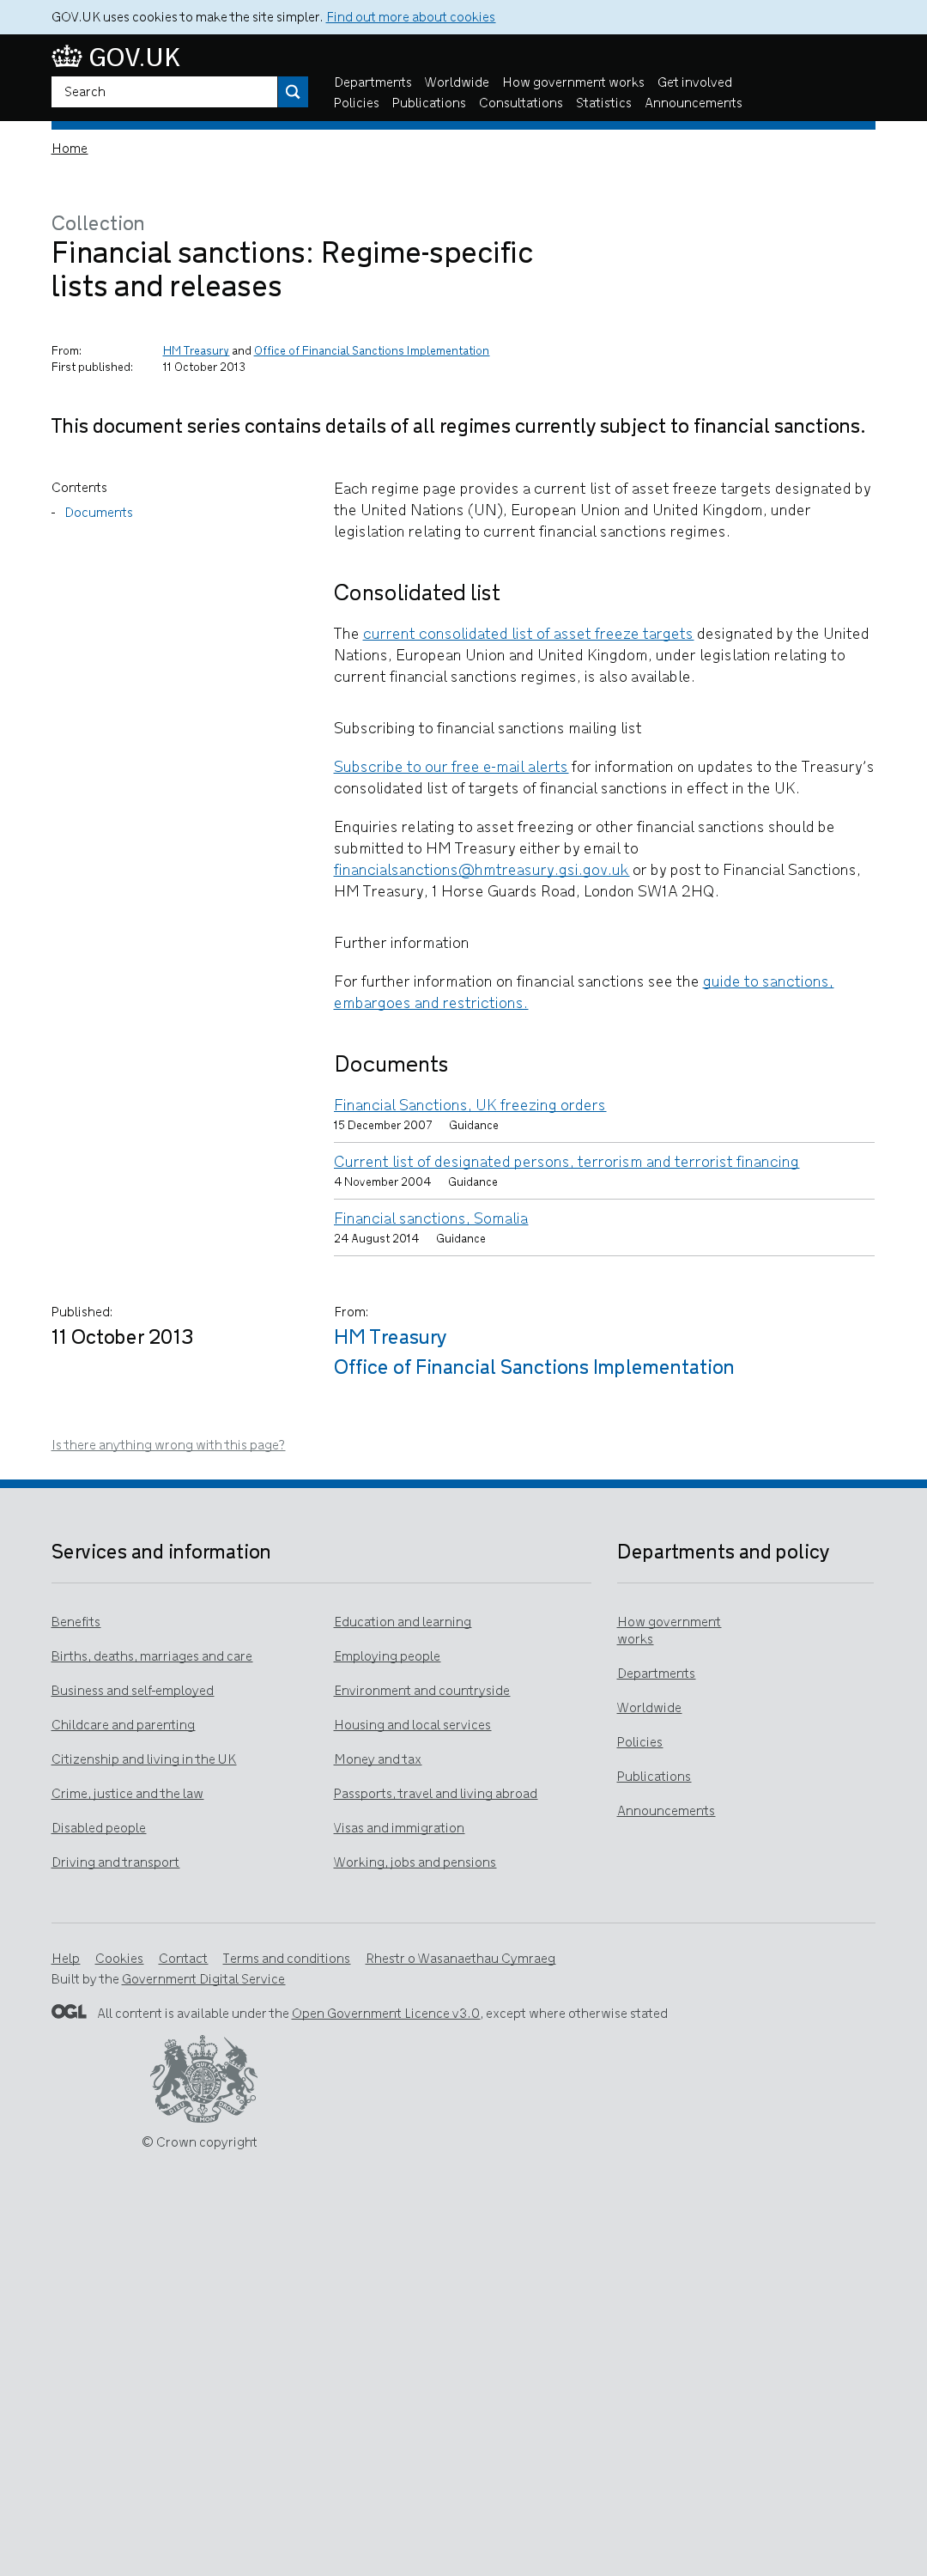 GOV.UK uses cookies to make the site simpler. Find out more about cookies
GOV.UK
Search
Departments Worldwide How government works Get involved
Policies Publications Consultations Statistics Announcements
Home
Collection
Financial sanctions: Regime-specific
lists and releases
From: HM Treasury and Office of Financial Sanctions Implementation
First published: 11 October 2013
This document series contains details of all regimes currently subject to financial sanctions.
Contents
- Documents
Each regime page provides a current list of asset freeze targets designated by
the United Nations (UN), European Union and United Kingdom, under
legislation relating to current financial sanctions regimes.
Consolidated list
The current consolidated list of asset freeze targets designated by the United
Nations, European Union and United Kingdom, under legislation relating to
current financial sanctions regimes, is also available.
Subscribing to financial sanctions mailing list
Subscribe to our free e-mail alerts for information on updates to the Treasury's
consolidated list of targets of financial sanctions in effect in the UK.
Enquiries relating to asset freezing or other financial sanctions should be
submitted to HM Treasury either by email to
financialsanctions@hmtreasury.gsi.gov.uk or by post to Financial Sanctions,
HM Treasury, 1 Horse Guards Road, London SW1A 2HQ.
Further information
For further information on financial sanctions see the guide to sanctions,
embargoes and restrictions.
Documents
Financial Sanctions, UK freezing orders
15 December 2007 Guidance
Current list of designated persons, terrorism and terrorist financing
4 November 2004 Guidance
Financial sanctions, Somalia
24 August 2014 Guidance
Published:
11 October 2013
From:
HM Treasury
Office of Financial Sanctions Implementation
Is there anything wrong with this page?
Services and information
Benefits
Births, deaths, marriages and care
Business and self-employed
Childcare and parenting
Citizenship and living in the UK
Crime, justice and the law
Disabled people
Driving and transport
Education and learning
Employing people
Environment and countryside
Housing and local services
Money and tax
Passports, travel and living abroad
Visas and immigration
Working, jobs and pensions
Departments and policy
How government
works
Departments
Worldwide
Policies
Publications
Announcements
Help Cookies Contact Terms and conditions Rhestr o Wasanaethau Cymraeg
Built by the Government Digital Service
OGL All content is available under the Open Government Licence v3.0, except where otherwise stated
© Crown copyright